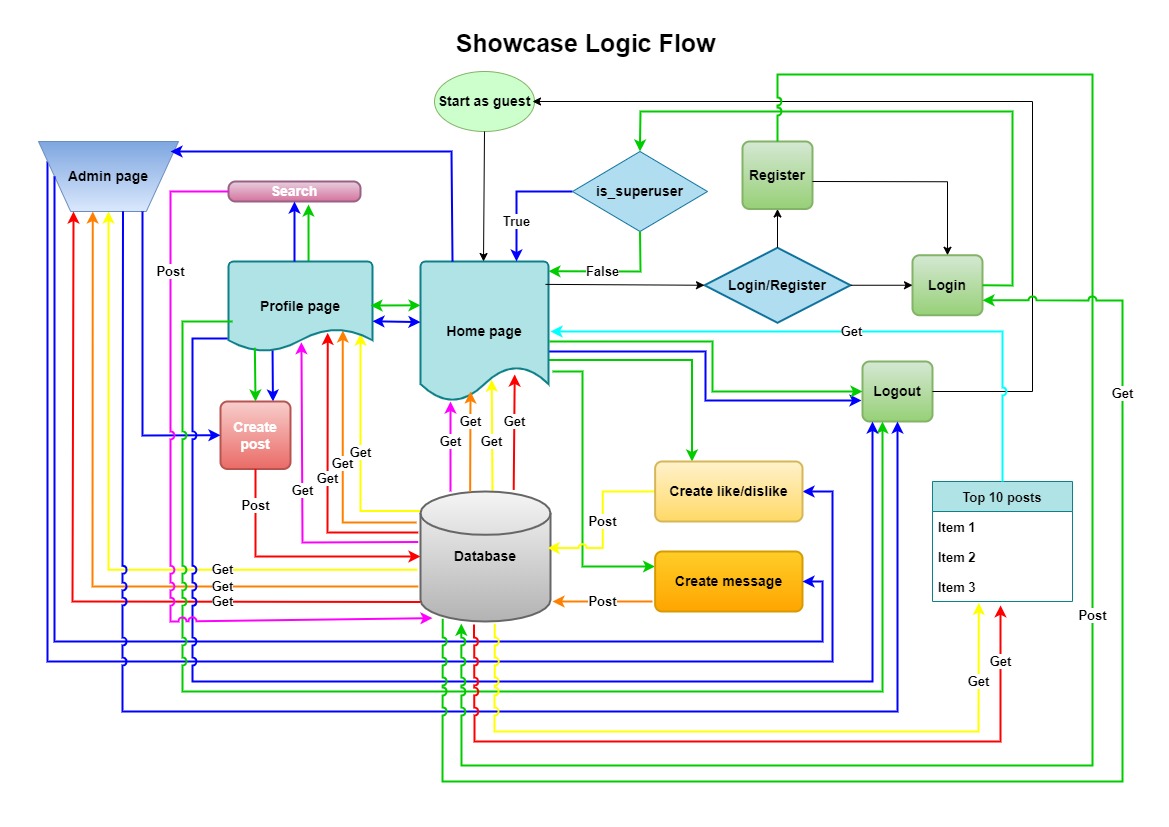 Showcase Logic Flow
Start as guest
Admin page
Search
is_superuser
Register
True
Post
False
Login/Register
Login
Profile page
Home page
Get
Logout
Get
Create
post
Get
Get
Get
Get
Get
Get
Get
Get
Post
Create like/dislike
Top 10 posts
Post
Item 1
Database
Item 2
Get
Create message
Get
Item 3
Get
Post
Post
Get
Get